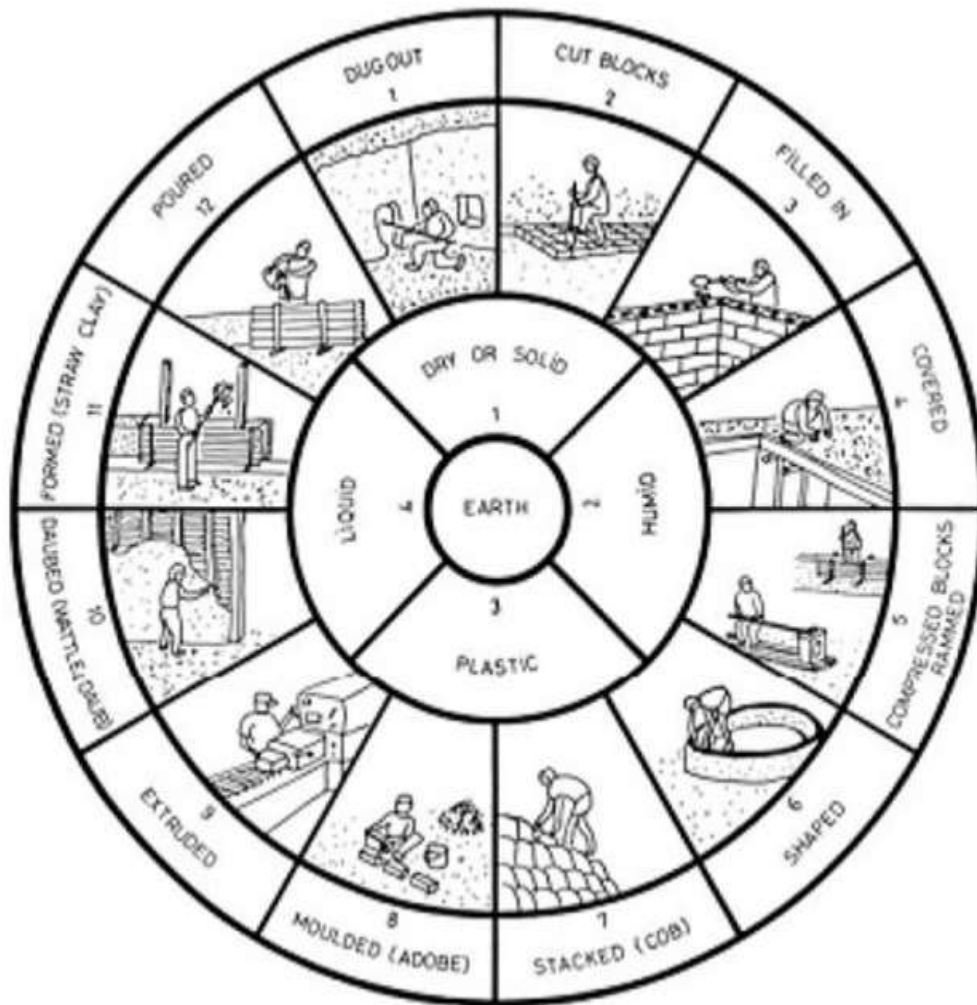 DUGOUT
1
CUT BLOCKS
2
FILLED IN
3
COVERED
4
COMPRESSED BLOCKS
RAMMED
5
SHAPED
6
STACKED (COB)
7
MOULDED (ADOBE)
8
EXTRUDED
9
DAUBED (WATTLE & DAUB)
10
FORMED (STRAW CLAY)
11
POURED
12
DRY OR SOLID
1
HUMID
2
PLASTIC
3
LIQUID
4
EARTH